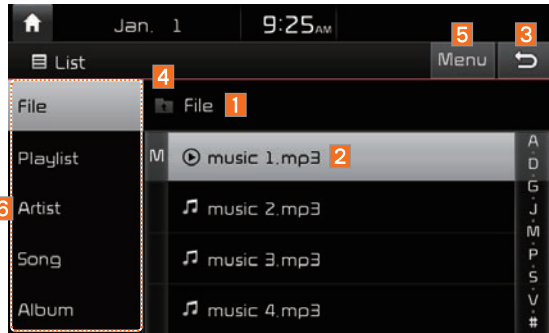 Jan. 1 9:25AM
5 3
List Menu
4
File File 1
Playlist M music 1.mp3 2
6 Artist music 2.mp3
Song music 3.mp3
Album music 4.mp3
A
D
G
J
M
P
S
V
#